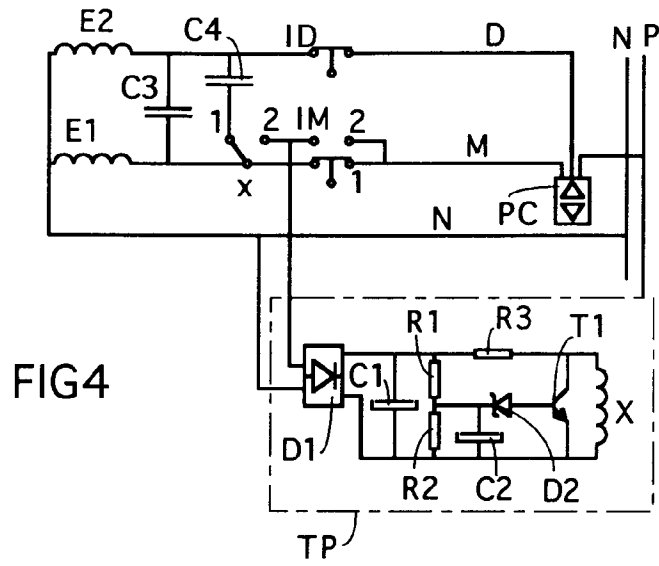 E2
C4
ID
D
N
P
C3
E1
1
2
IM
2
M
x
1
PC
N
R1
R3
T1
FIG4
C1
X
D1
R2
C2
D2
TP